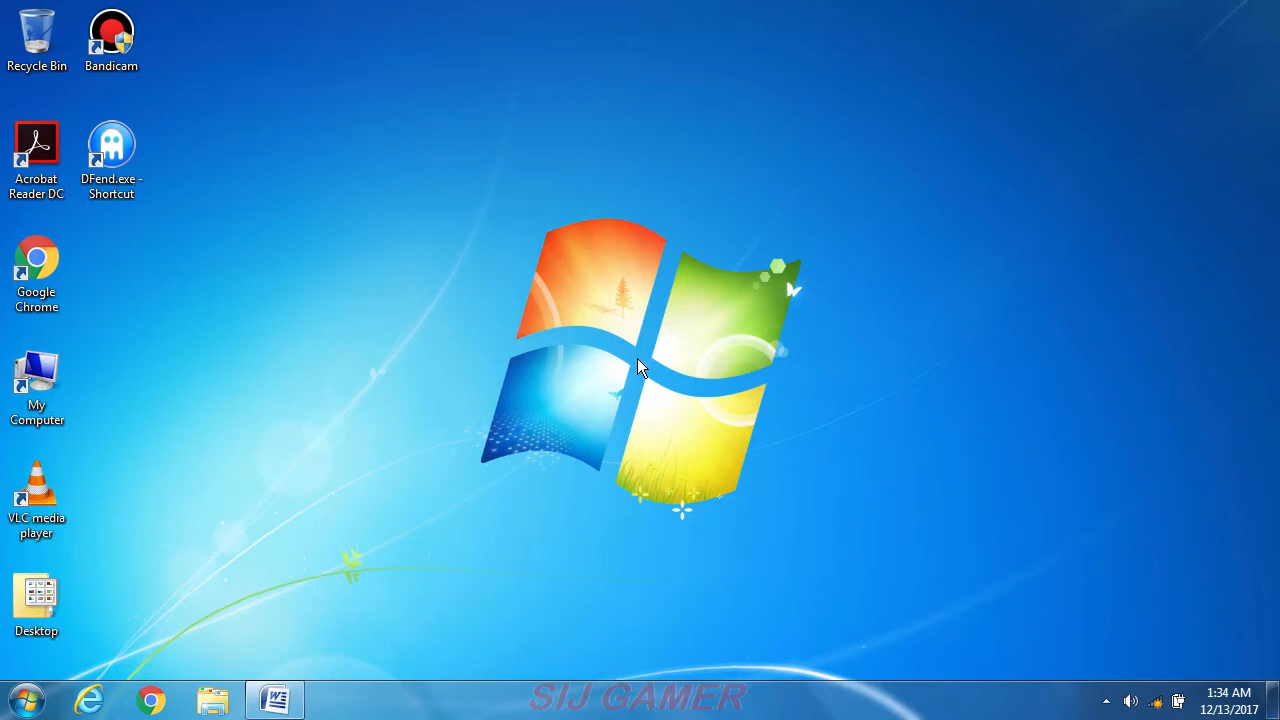 Recycle Bin
Bandicam
Acrobat
Reader DC
DFend.exe -
Shortcut
Google
Chrome
My
Computer
VLC media
player
Desktop
SIJ GAMER
1:34 AM
12/13/2017